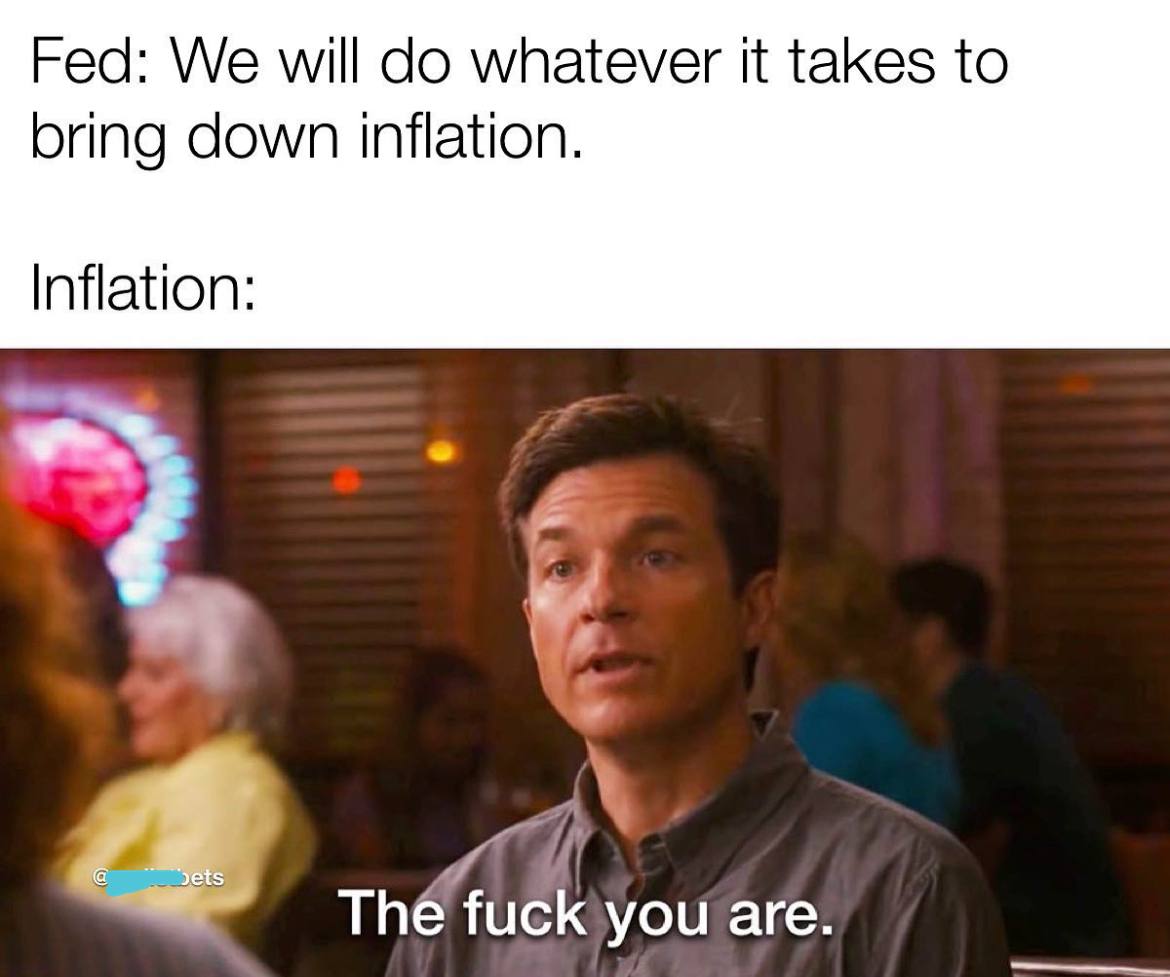 Fed: We will do whatever it takes to
bring down inflation.
Inflation:
The fuck you are.